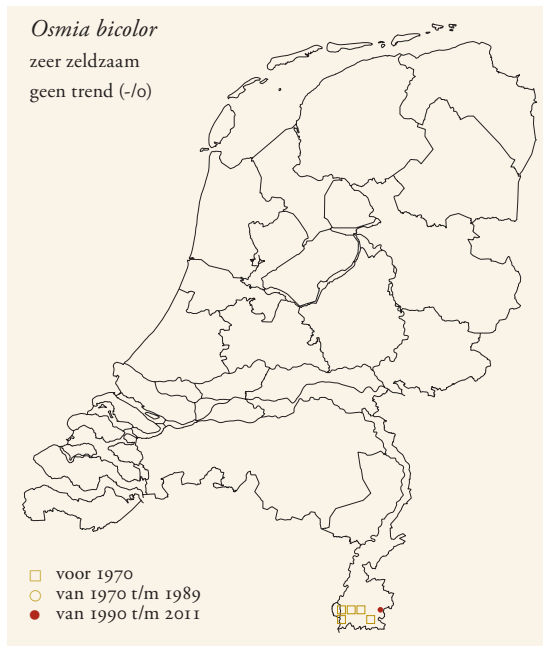 Osmia bicolor
zeer zeldzaam
geen trend (-/0)
voor 1970
van 1970 t/m 1989
van 1990 t/m 2011